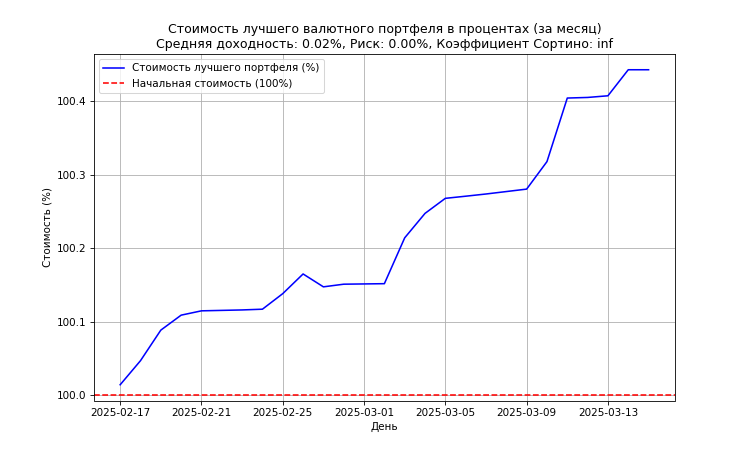 Стоимость лучшего валютного портфеля в процентах (за месяц)
Средняя доходность: 0.02%, Риск: 0.00%, Коэффициент Сортино: inf
Стоимость лучшего портфеля (%)
Начальная стоимость (100%)
Стоимость (%)
100.4
100.3
100.2
100.1
100.0
2025-02-17 2025-02-21 2025-02-25 2025-03-01 2025-03-05 2025-03-09 2025-03-13
День